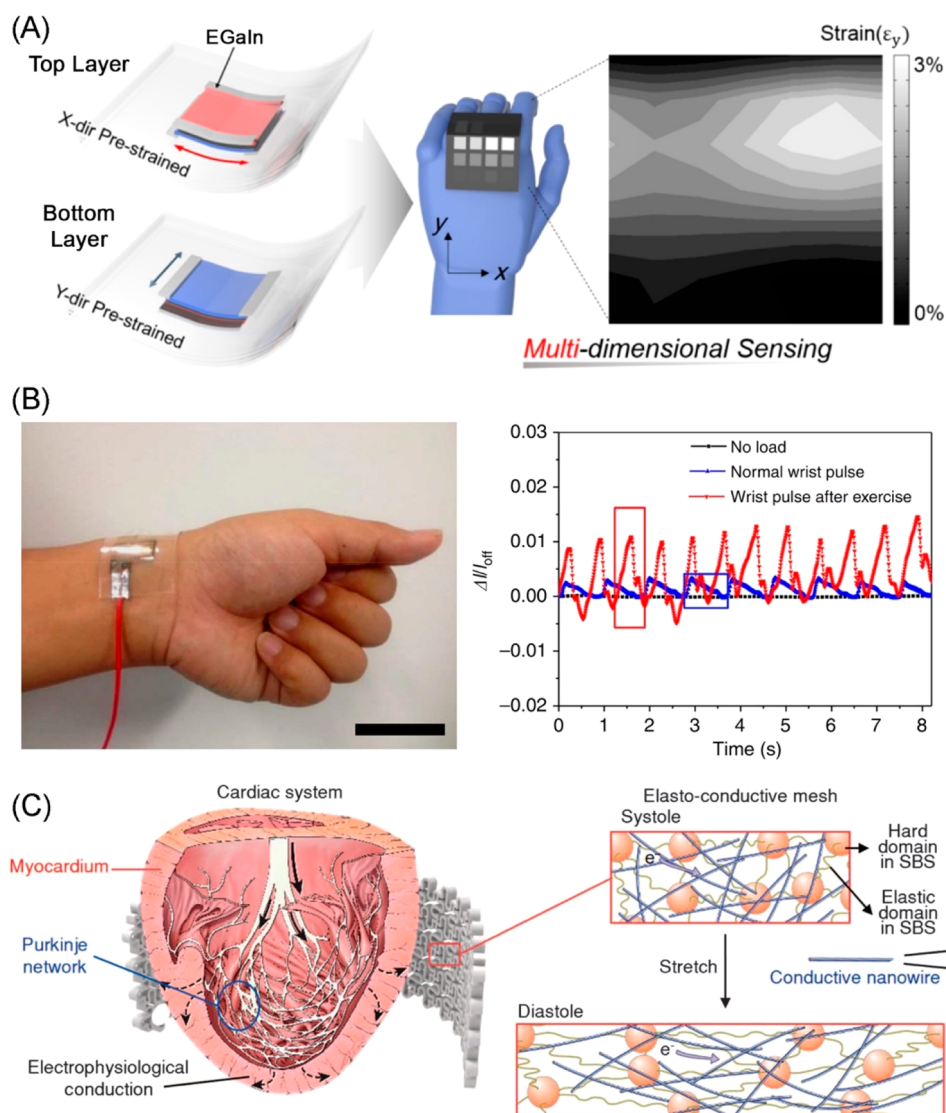 (A)
EGaIn
Top Layer
X-dir Pre-strained
Bottom
Layer
Y-dir Pre-strained
y
x
Strain(εy)
3%
0%
Multi-dimensional Sensing
(B)
0.03
0.02
0.01
0.00
–0.01
–0.02
ΔI/Ioff
No load
Normal wrist pulse
Wrist pulse after exercise
0 1 2 3 4 5 6 7 8
Time (s)
(C)
Cardiac system
Myocardium
Purkinje
network
Electrophysiological
conduction
Elasto-conductive mesh
Systole
e-
Hard
domain
in SBS
Elastic
domain
in SBS
Stretch
Conductive nanowire
Diastole
e-